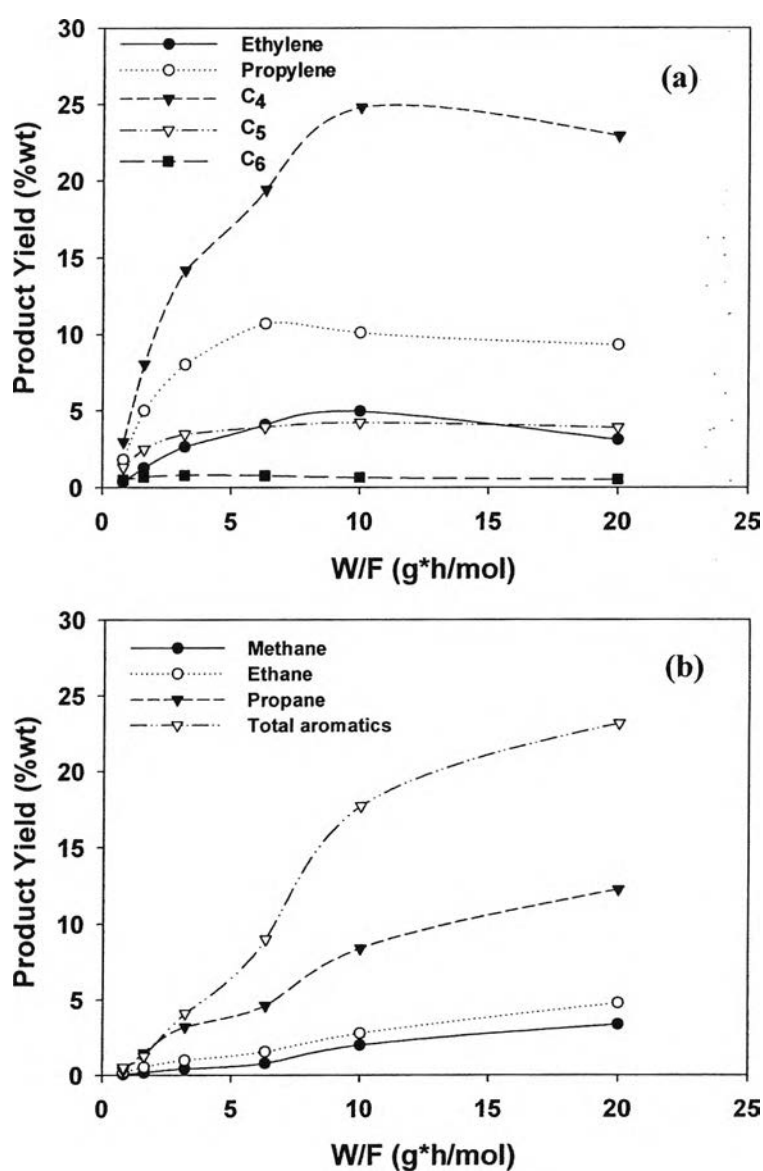 30
25
20
15
10
5
0
Product Yield (%wt)
Ethylene
Propylene
C4
C5
C6
(a)
0 5 10 15 20 25
W/F (g*h/mol)
30
25
20
15
10
5
0
Product Yield (%wt)
Methane
Ethane
Propane
Total aromatics
(b)
0 5 10 15 20 25
W/F (g*h/mol)